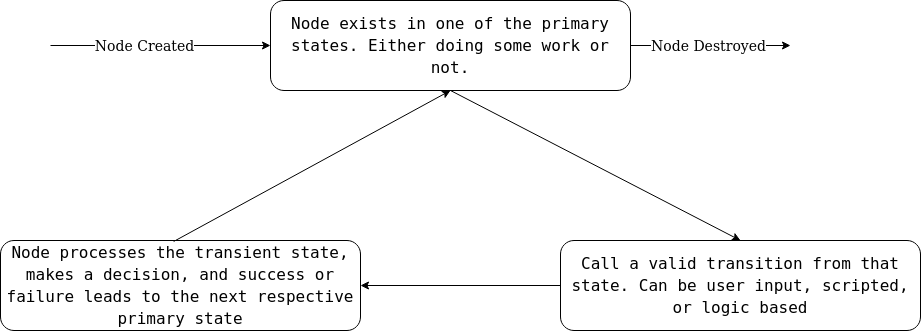 Node exists in one of the primary
states. Either doing some work or
not.
Node Created
Node Destroyed
Node processes the transient state,
makes a decision, and success or
failure leads to the next respective
primary state
Call a valid transition from that
state. Can be user input, scripted,
or logic based